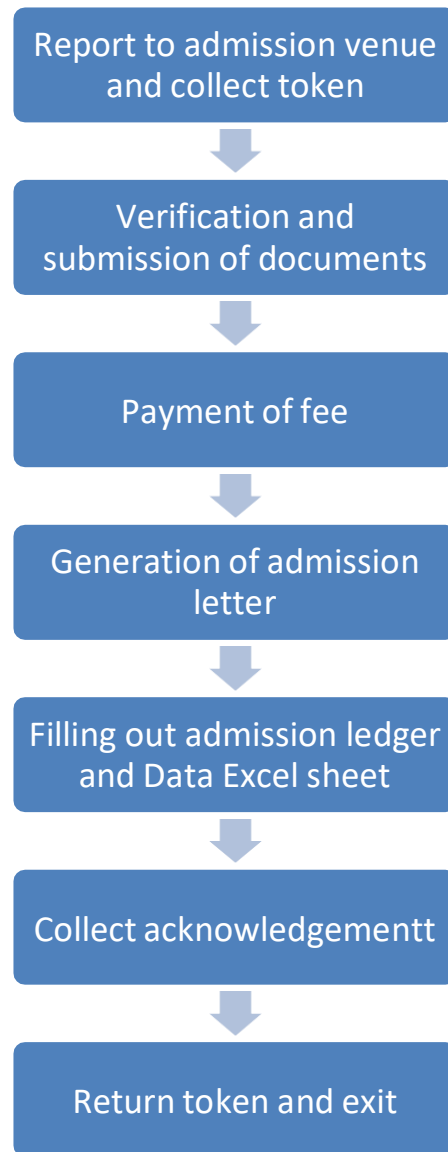 Report to admission venue
and collect token
Verification and
submission of documents
Payment of fee
Generation of admission
letter
Filling out admission ledger
and Data Excel sheet
Collect acknowledgementt
Return token and exit